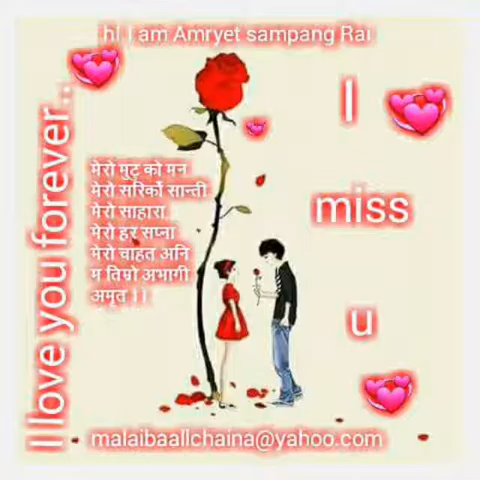 hI I am Amryet sampang Rai
I love you forever..
मेरो मुटु को मन
मेरो सरिर्को सान्ती
मेरो साहारा
मेरो हर सप्ना
मेरो चाहत अनि
म तिम्रो अभागी
अमृत ! !
I
miss
u
malaibaallchaina@yahoo.com